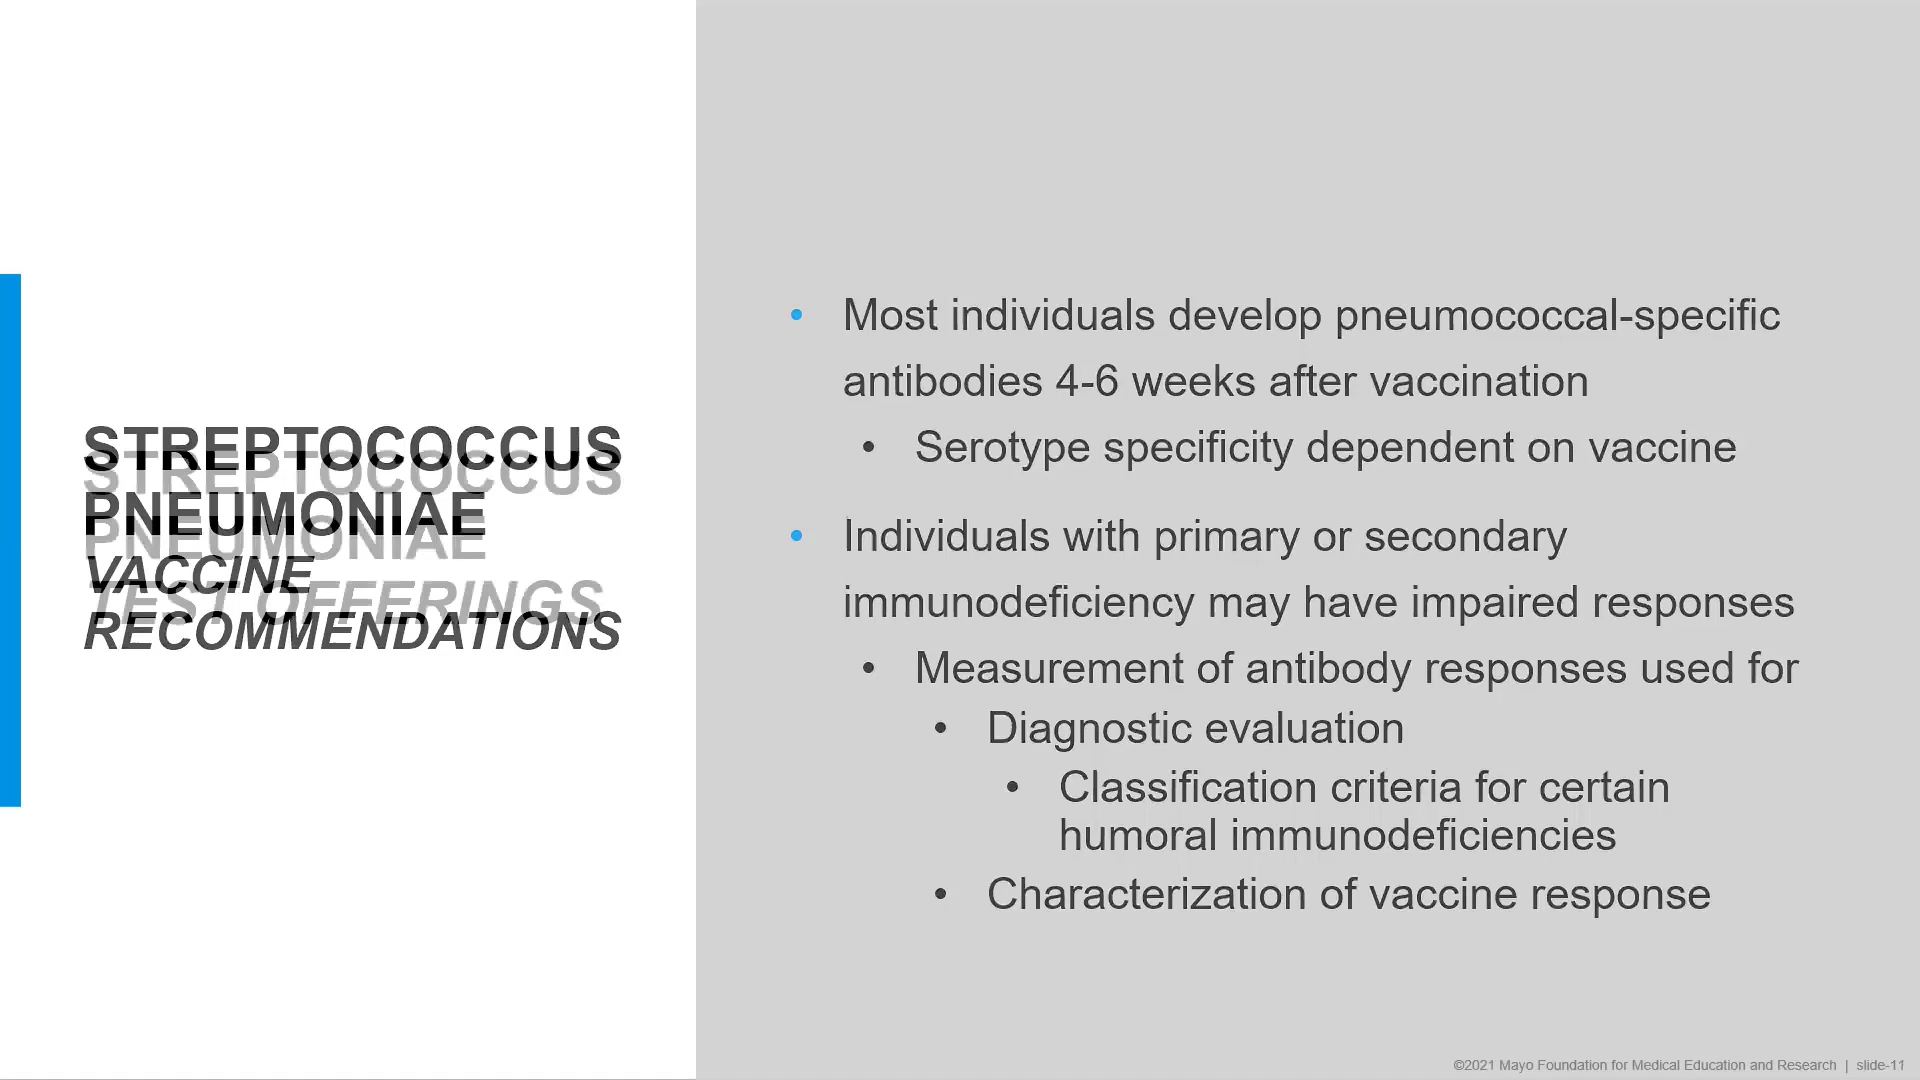 STREPTOCOCCUS
STREPTOCOCCUS
PNEUMONIAE
PNEUMONIAE
VACCINE
TEST OFFERINGS
RECOMMENDATIONS
• Most individuals develop pneumococcal-specific
antibodies 4-6 weeks after vaccination
• Serotype specificity dependent on vaccine
• Individuals with primary or secondary
immunodeficiency may have impaired responses
• Measurement of antibody responses used for
• Diagnostic evaluation
• Classification criteria for certain
humoral immunodeficiencies
• Characterization of vaccine response
©2021 Mayo Foundation for Medical Education and Research | slide-11